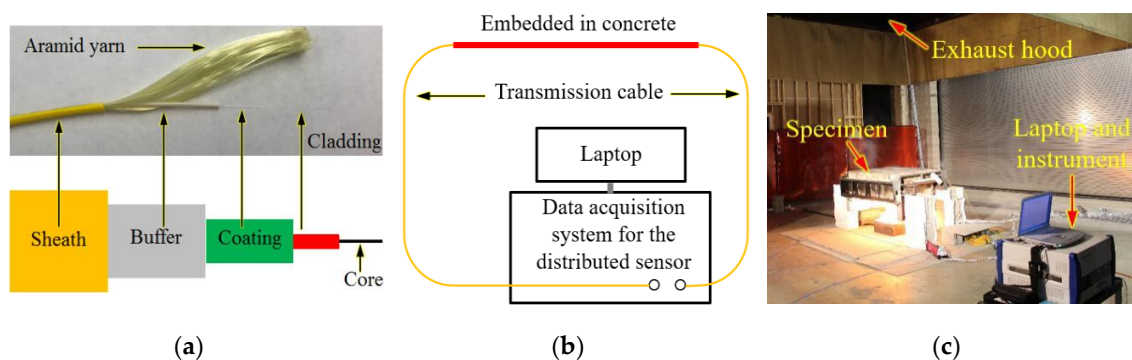 Aramid yarn
Cladding
Sheath
Buffer
Coating
Core
(a)
Embedded in concrete
Transmission cable
Laptop
Data acquisition
system for the
distributed sensor
(b)
Exhaust hood
Specimen
Laptop and
instrument
(c)